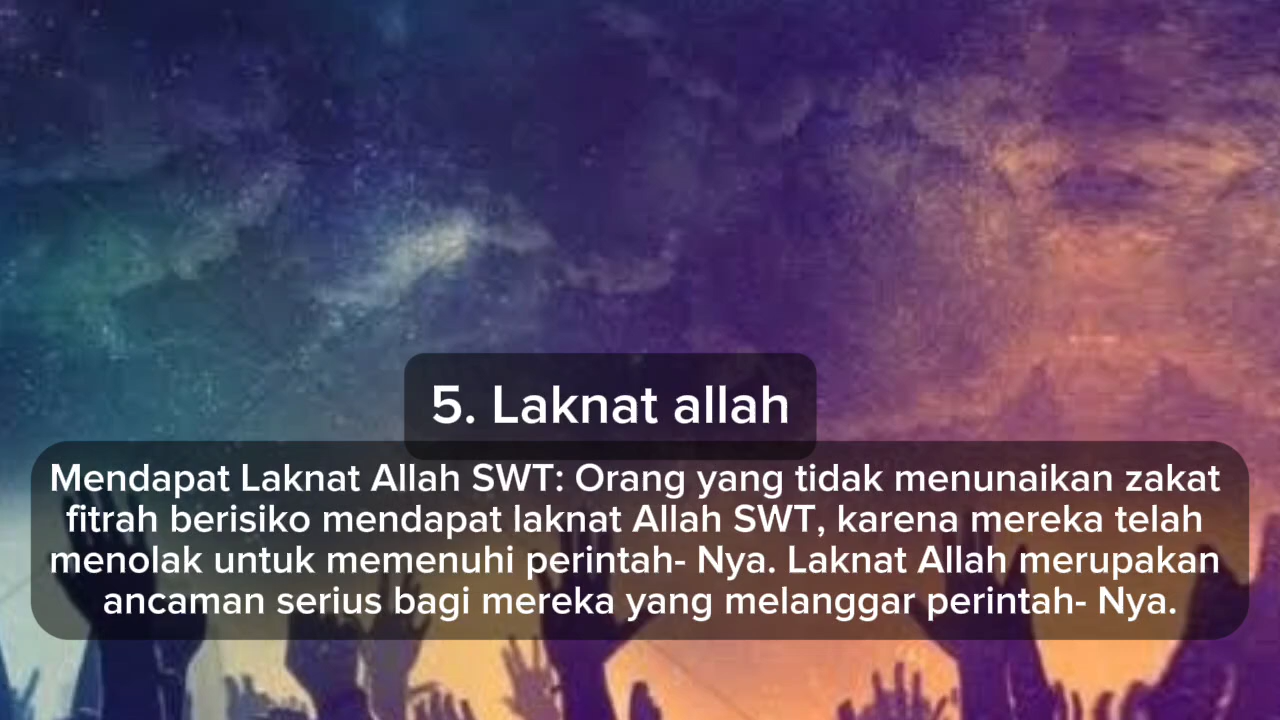 5. Laknat allah
Mendapat Laknat Allah SWT: Orang yang tidak menunaikan zakat
fitrah berisiko mendapat laknat Allah SWT, karena mereka telah
menolak untuk memenuhi perintah- Nya. Laknat Allah merupakan
ancaman serius bagi mereka yang melanggar perintah- Nya.